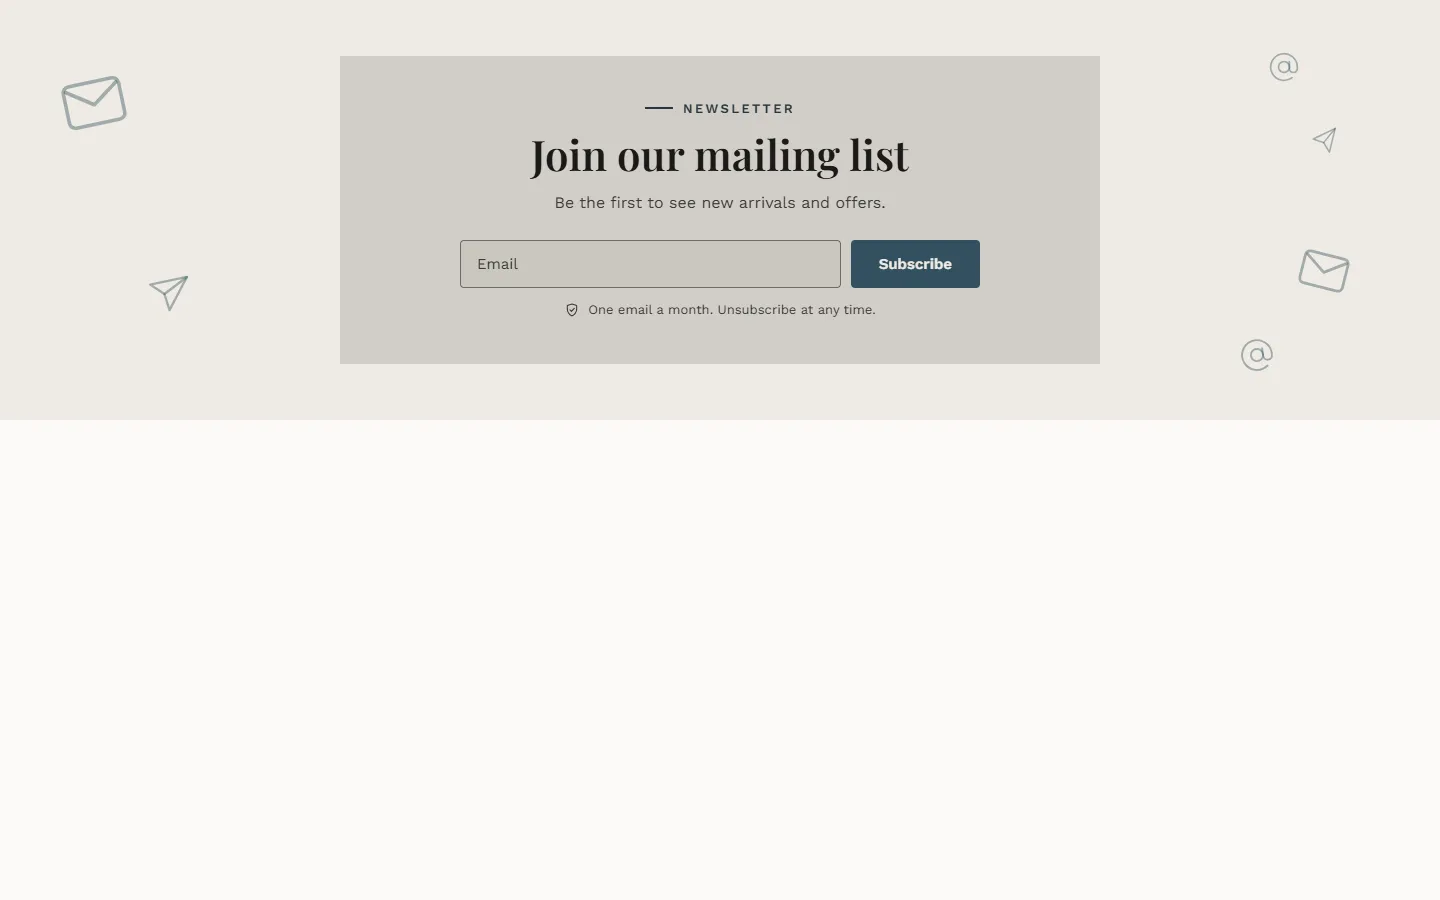 NEWSLETTER
Join our mailing list
Be the first to see new arrivals and offers.
Email
Subscribe
One email a month. Unsubscribe at any time.